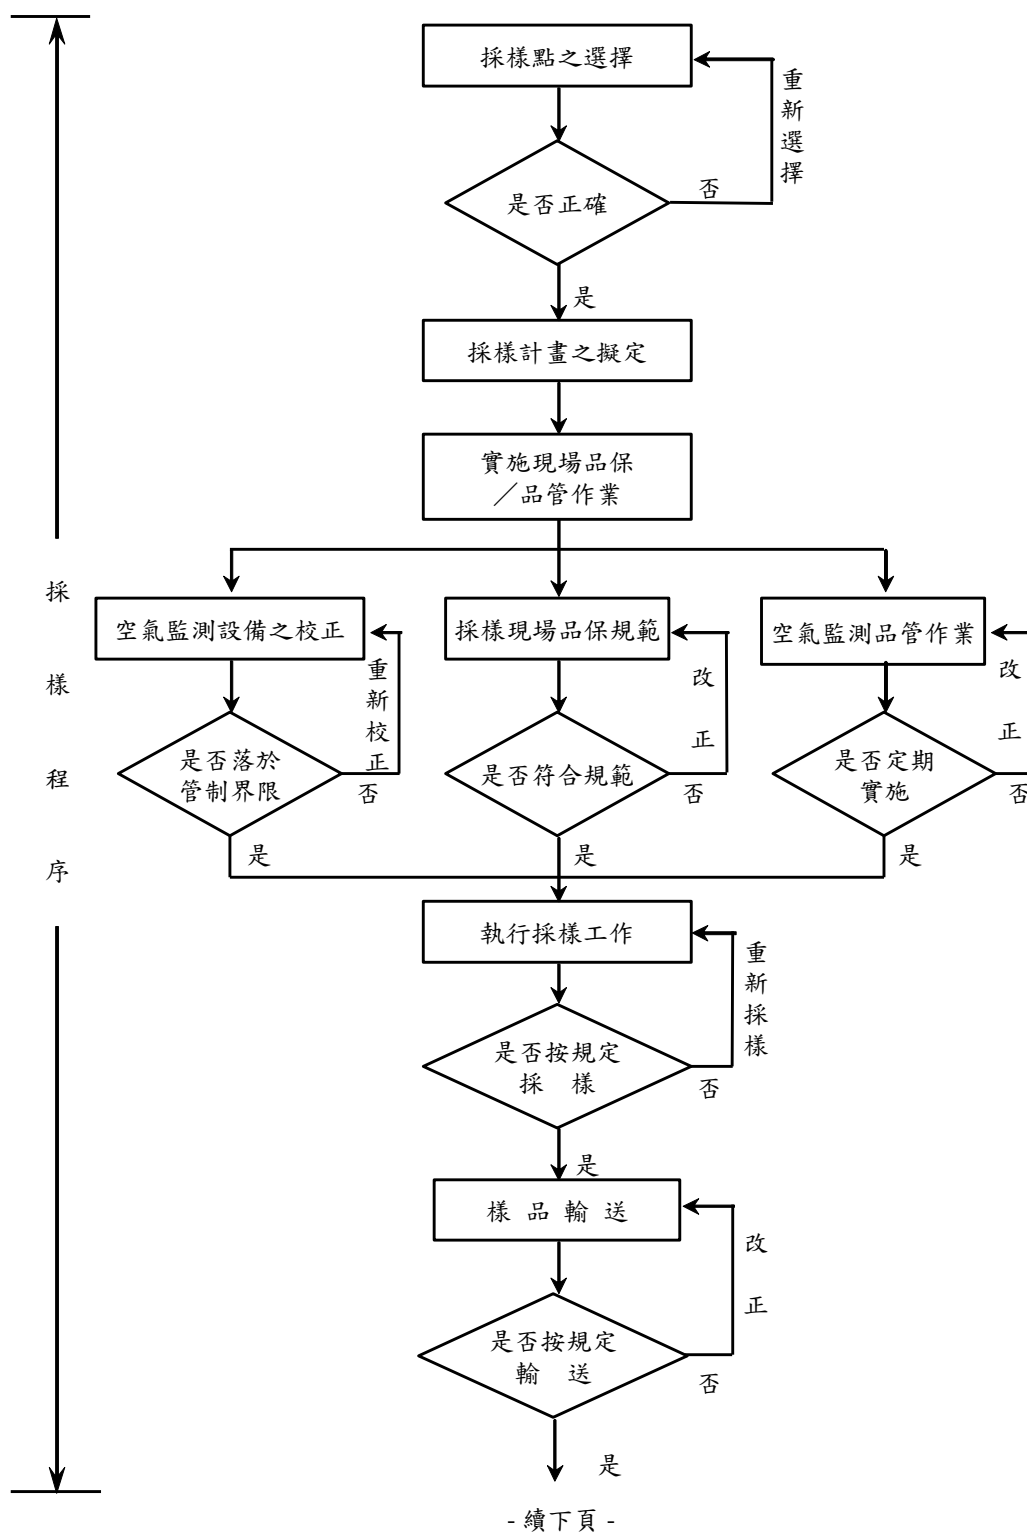 採樣點之選擇
重新選擇
是否正確
否
是
採樣計畫之擬定
實施現場品保
／品管作業
採樣程序
空氣監測設備之校正
重新校正
是否落於
管制界限
否
是
採樣現場品保規範
改正
是否符合規範
否
是
空氣監測品管作業
改正
是否定期
實施
否
是
執行採樣工作
重新採樣
是否按規定
採 樣
否
是
樣 品 輸 送
改正
是否按規定
輸 送
否
是
- 續下頁 -